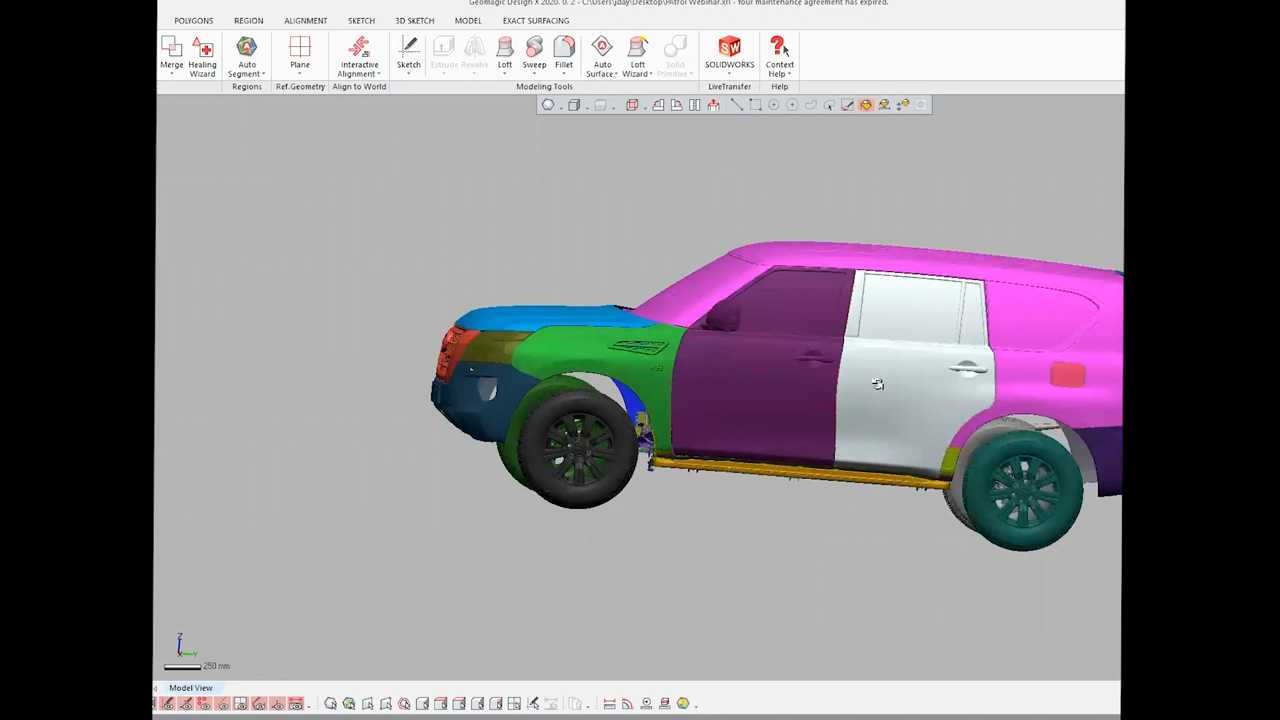 Geomagic Design X 2020. 0. 2 - C:\Users\jday\Desktop\PAtrol Webinar.xrl - Your maintenance agreement has expired.
POLYGONS REGION ALIGNMENT SKETCH 3D SKETCH MODEL EXACT SURFACING
Merge Healing Wizard Auto Segment Plane Interactive Alignment Sketch Extrude Revolve Loft Sweep Fillet Auto Surface Loft Wizard Solid Primitive SOLIDWORKS Context Help
Regions Ref.Geometry Align to World Modeling Tools LiveTransfer Help
Z
Y
250 mm
Model View